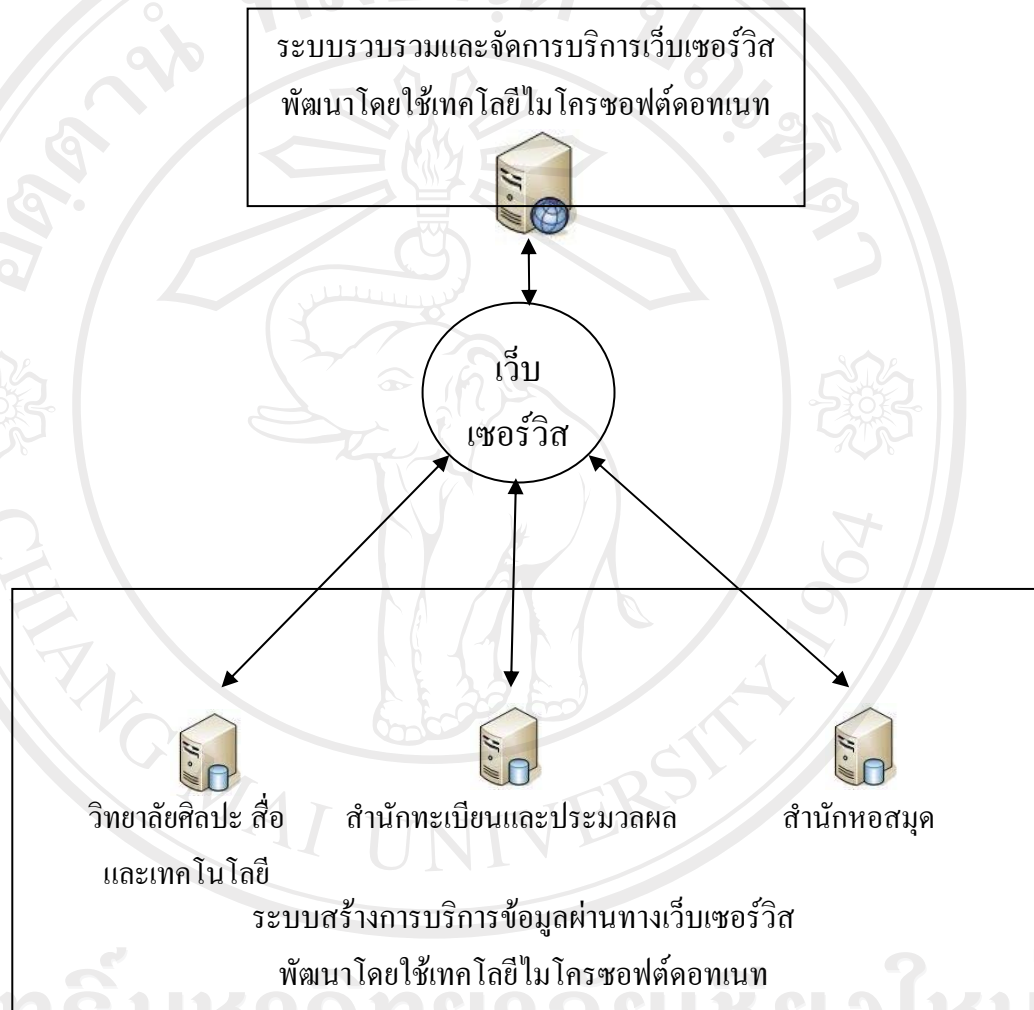 ระบบรวบรวมและจัดการบริการเว็บเซอร์วิส
พัฒนาโดยใช้เทคโลยีไมโครซอฟต์ดอทเนท
เว็บ
เซอร์วิส
วิทยาลัยศิลปะ สื่อ
และเทคโนโลยี
สำนักทะเบียนและประมวลผล
สำนักหอสมุด
ระบบสร้างการบริการข้อมูลผ่านทางเว็บเซอร์วิส
พัฒนาโดยใช้เทคโลยีไมโครซอฟต์ดอทเนท
CHIANG MAI UNIVERSITY 1964